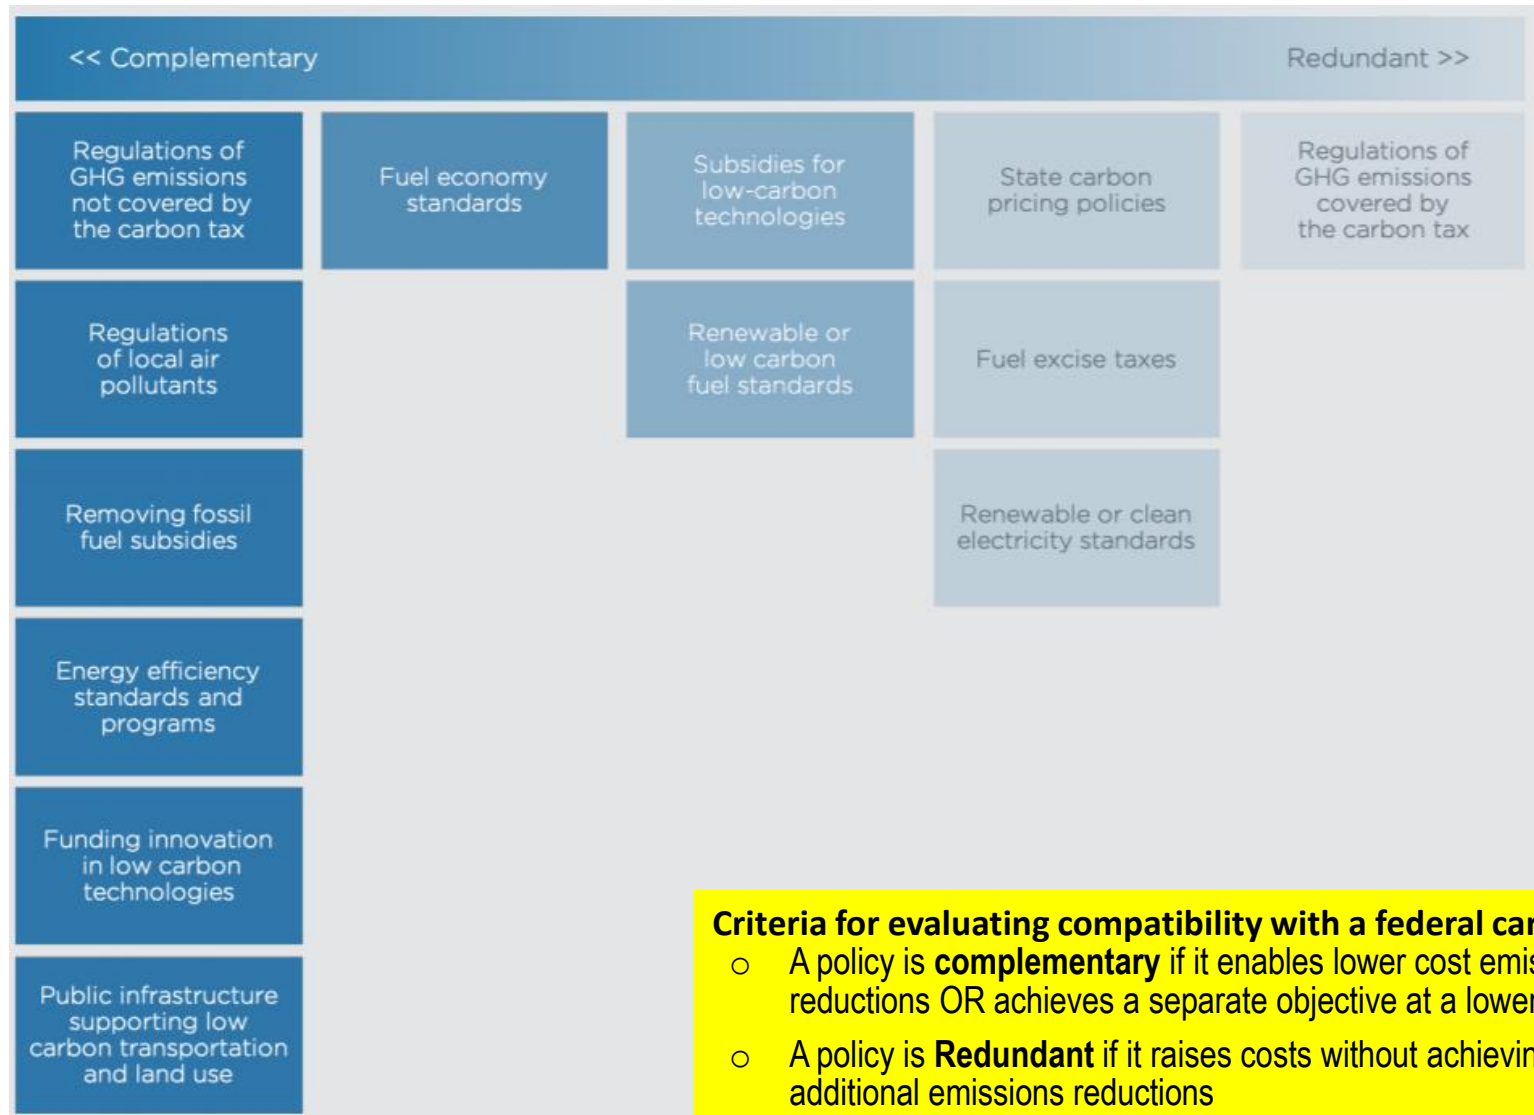 << Complementary
Redundant >>
Regulations of
GHG emissions
not covered by
the carbon tax
Fuel economy
standards
Subsidies for
low-carbon
technologies
State carbon
pricing policies
Regulations of
GHG emissions
covered by
the carbon tax
Regulations
of local air
pollutants
Renewable or
low carbon
fuel standards
Fuel excise taxes
Removing fossil
fuel subsidies
Renewable or clean
electricity standards
Energy efficiency
standards and
programs
Funding innovation
in low carbon
technologies
Public infrastructure
supporting low
carbon transportation
and land use
Criteria for evaluating compatibility with a federal
o A policy is complementary if it enables lower cost
reductions OR achieves a separate objective at a lower
o A policy is Redundant if it raises costs without
additional emissions reductions